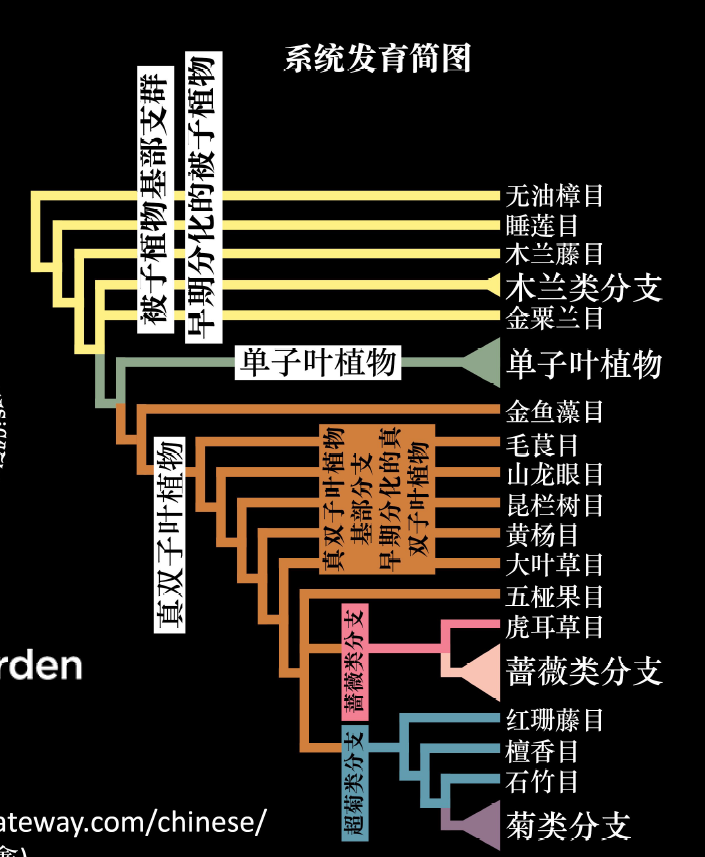 系统发育简图
被子植物基部支群
早期分化的被子植物
无油樟目
睡莲目
木兰藤目
木兰类分支
金粟兰目
单子叶植物
单子叶植物
金鱼藻目
真双子叶植物
真双子叶植物
基部分支
早期分化的真
双子叶植物
毛茛目
山龙眼目
昆栏树目
黄杨目
大叶草目
五桠果目
蔷薇类分支
虎耳草目
蔷薇类分支
rden
超菊类分支
红珊藤目
檀香目
石竹目
菊类分支
ateway.com/chinese/